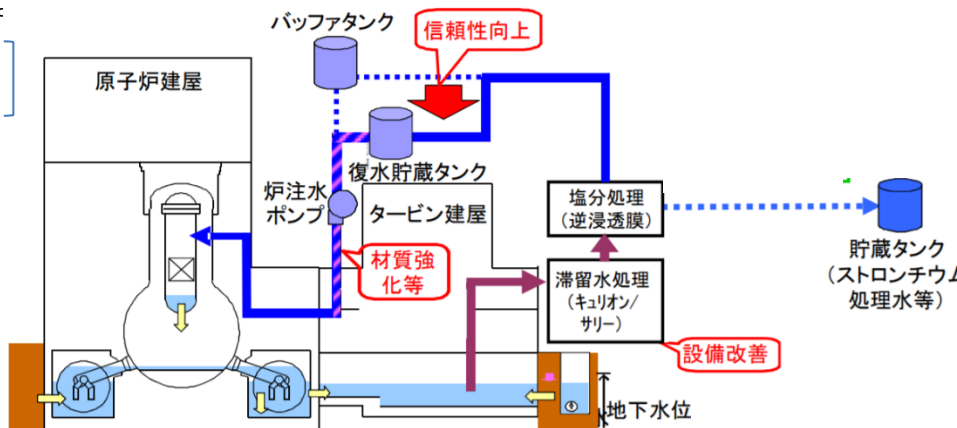 バッファタンク
信頼性向上
原子炉建屋
復水貯蔵タンク
炉注水
ポンプ
タービン建屋
塩分処理
(逆浸透膜)
貯蔵タンク
(ストロンチウム
処理水等)
材質強
化等
滞留水処理
(キュリオン/
サリー)
設備改善
地下水位